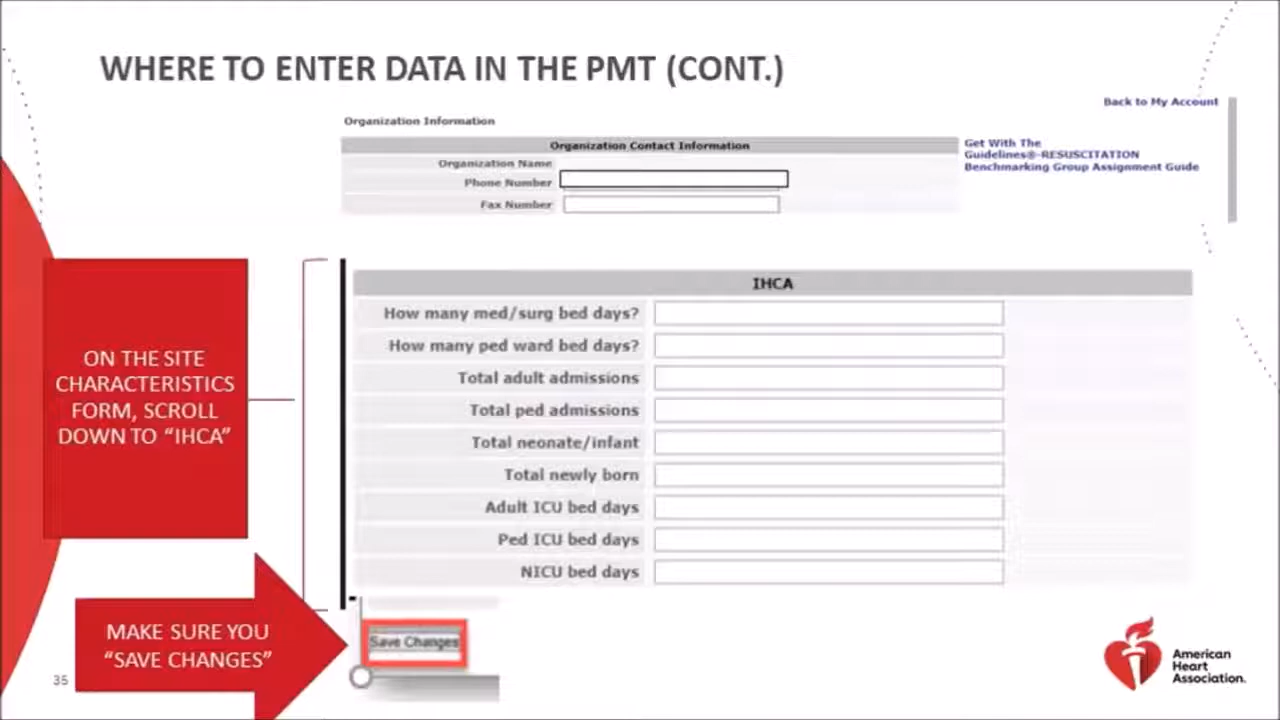 WHERE TO ENTER DATA IN THE PMT (CONT.)
Back to My Account
Organization Information
Organization Contact Information
Get With The
Guidelines®-RESUSCITATION
Benchmarking Group Assignment Guide
Organization Name
Phone Number
Fax Number
ON THE SITE
CHARACTERISTICS
FORM, SCROLL
DOWN TO “IHCA”
IHCA
How many med/surg bed days?
How many ped ward bed days?
Total adult admissions
Total ped admissions
Total neonate/infant
Total newly born
Adult ICU bed days
Ped ICU bed days
NICU bed days
MAKE SURE YOU
“SAVE CHANGES”
Save Changes
35
American
Heart
Association.